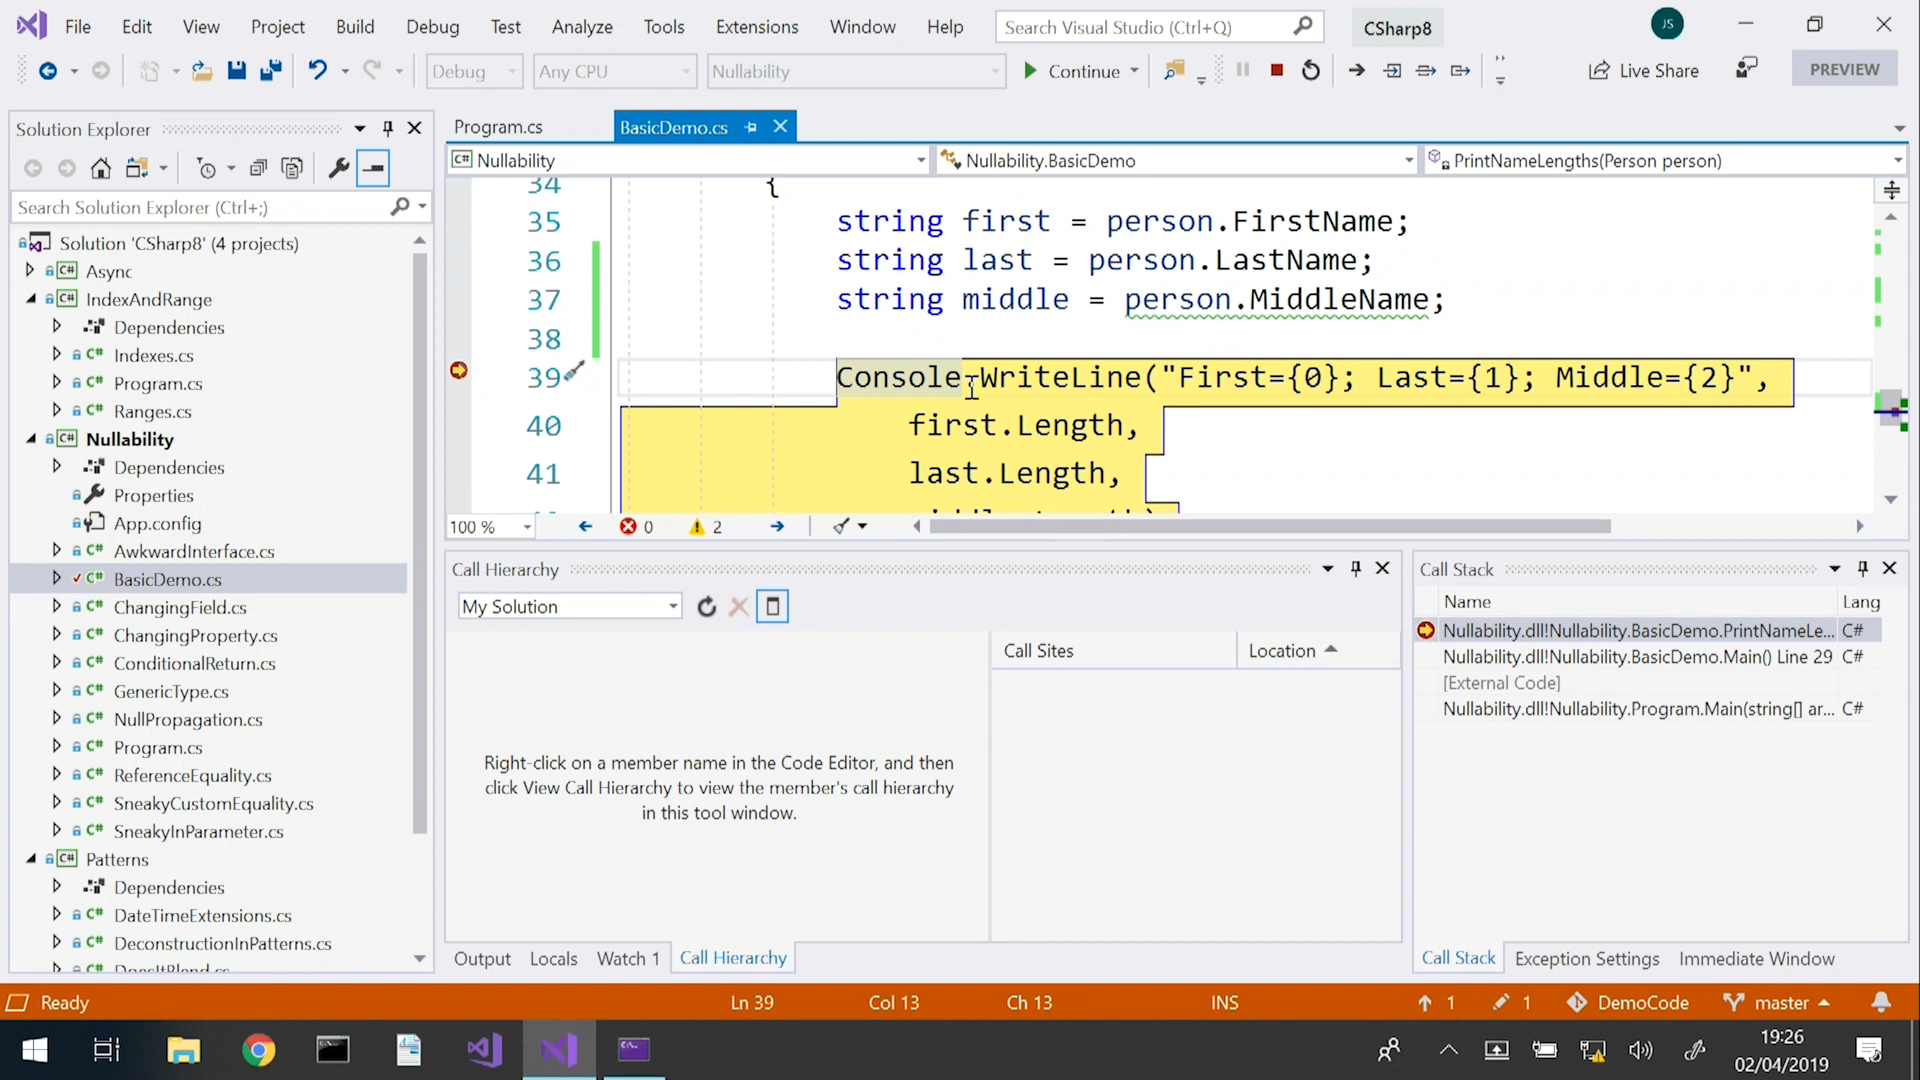 File Edit View Project Build Debug Test Analyze Tools Extensions Window Help Search Visual Studio (Ctrl+Q) CSharp8 JS
Debug Any CPU Nullability Continue Live Share PREVIEW
Solution Explorer
Search Solution Explorer (Ctrl+;)
Solution 'CSharp8' (4 projects)
C# Async
C# IndexAndRange
Dependencies
C# Indexes.cs
C# Program.cs
C# Ranges.cs
C# Nullability
Dependencies
Properties
App.config
C# AwkwardInterface.cs
C# BasicDemo.cs
C# ChangingField.cs
C# ChangingProperty.cs
C# ConditionalReturn.cs
C# GenericType.cs
C# NullPropagation.cs
C# Program.cs
C# ReferenceEquality.cs
C# SneakyCustomEquality.cs
C# SneakyInParameter.cs
C# Patterns
Dependencies
C# DateTimeExtensions.cs
C# DeconstructionInPatterns.cs
C# DoesItBlend.cs
Program.cs BasicDemo.cs
C# Nullability Nullability.BasicDemo PrintNameLengths(Person person)
34 {
35 string first = person.FirstName;
36 string last = person.LastName;
37 string middle = person.MiddleName;
38
39 Console.WriteLine("First={0}; Last={1}; Middle={2}",
40 first.Length,
41 last.Length,
100 % 0 2
Call Hierarchy
My Solution
Call Sites Location
Right-click on a member name in the Code Editor, and then
click View Call Hierarchy to view the member's call hierarchy
in this tool window.
Output Locals Watch 1 Call Hierarchy
Call Stack
Name Lang
Nullability.dll!Nullability.BasicDemo.PrintNameLe... C#
Nullability.dll!Nullability.BasicDemo.Main() Line 29 C#
[External Code]
Nullability.dll!Nullability.Program.Main(string[] ar... C#
Call Stack Exception Settings Immediate Window
Ready Ln 39 Col 13 Ch 13 INS 1 1 DemoCode master
19:26
02/04/2019